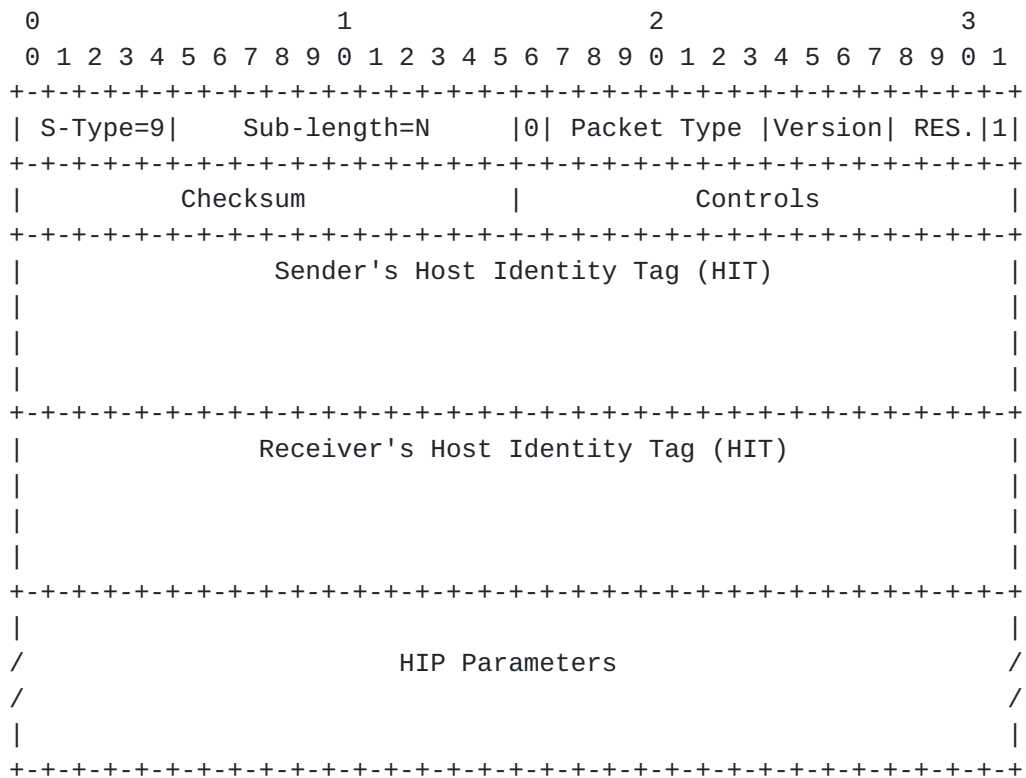 0                   1                   2                   3
 0 1 2 3 4 5 6 7 8 9 0 1 2 3 4 5 6 7 8 9 0 1 2 3 4 5 6 7 8 9 0 1
+-+-+-+-+-+-+-+-+-+-+-+-+-+-+-+-+-+-+-+-+-+-+-+-+-+-+-+-+-+-+-+-+
| S-Type=9|    Sub-length=N     |0| Packet Type |Version| RES.|1|
+-+-+-+-+-+-+-+-+-+-+-+-+-+-+-+-+-+-+-+-+-+-+-+-+-+-+-+-+-+-+-+-+
|          Checksum             |           Controls            |
+-+-+-+-+-+-+-+-+-+-+-+-+-+-+-+-+-+-+-+-+-+-+-+-+-+-+-+-+-+-+-+-+
|                Sender's Host Identity Tag (HIT)               |
|                                                               |
|                                                               |
|                                                               |
+-+-+-+-+-+-+-+-+-+-+-+-+-+-+-+-+-+-+-+-+-+-+-+-+-+-+-+-+-+-+-+-+
|               Receiver's Host Identity Tag (HIT)              |
|                                                               |
|                                                               |
|                                                               |
+-+-+-+-+-+-+-+-+-+-+-+-+-+-+-+-+-+-+-+-+-+-+-+-+-+-+-+-+-+-+-+-+
|                                                               |
/                        HIP Parameters                         /
/                                                               /
|                                                               |
+-+-+-+-+-+-+-+-+-+-+-+-+-+-+-+-+-+-+-+-+-+-+-+-+-+-+-+-+-+-+-+-+